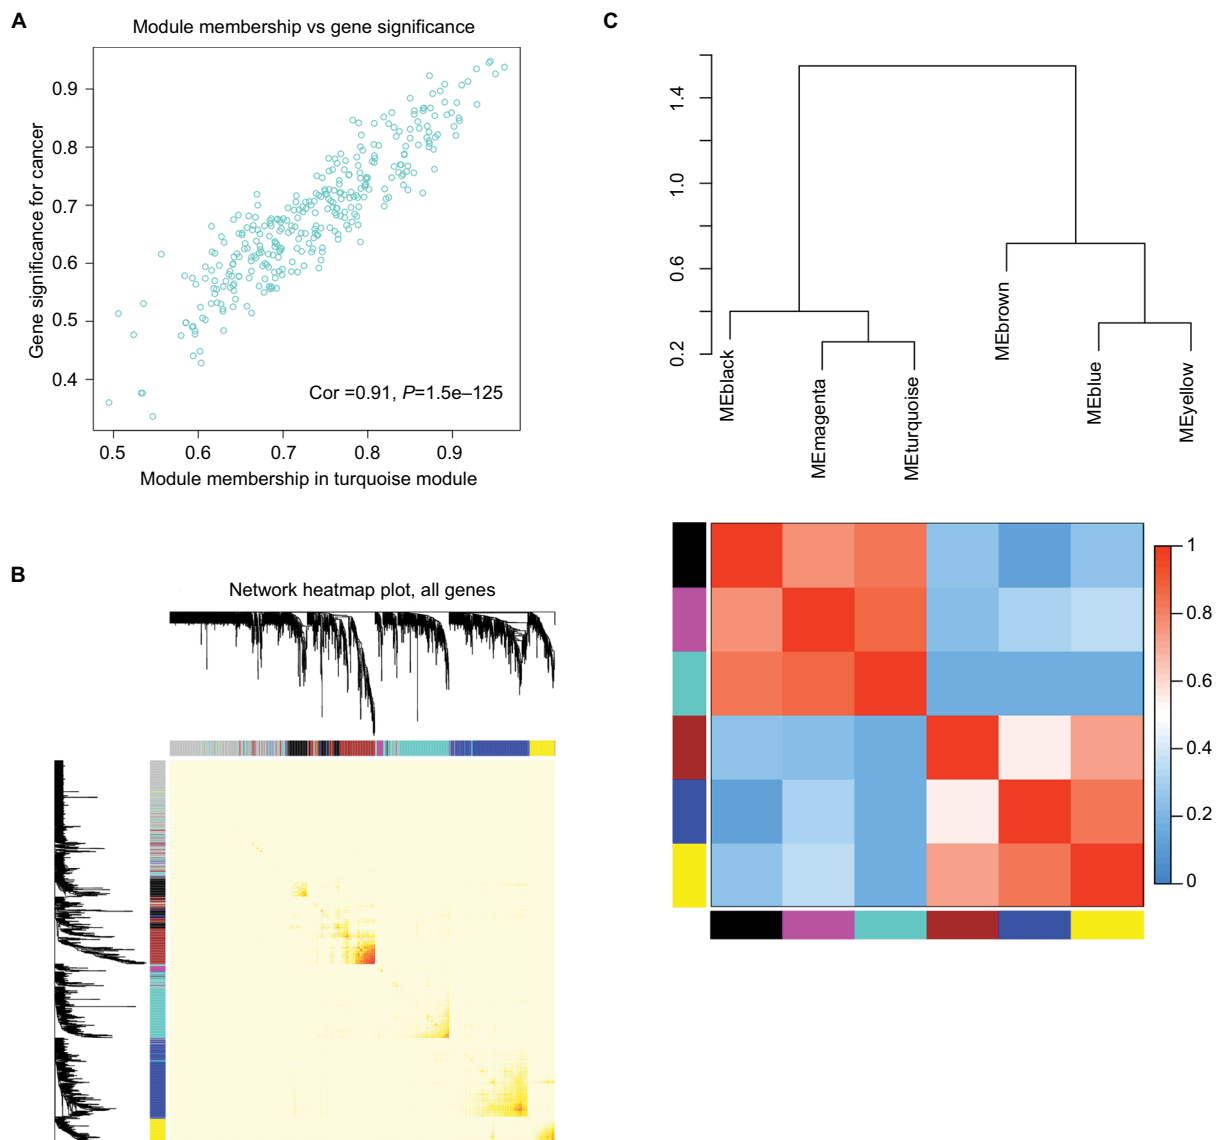 A
Module membership vs gene significance
Gene significance for cancer
0.9
0.8
0.7
0.6
0.5
0.4
Cor =0.91, P=1.5e–125
0.5 0.6 0.7 0.8 0.9
Module membership in turquoise module
B
Network heatmap plot, all genes
C
1.4
1.0
0.6
0.2
MEblack
MEmagenta
MEturquoise
MEbrown
MEblue
MEyellow
1
0.8
0.6
0.4
0.2
0